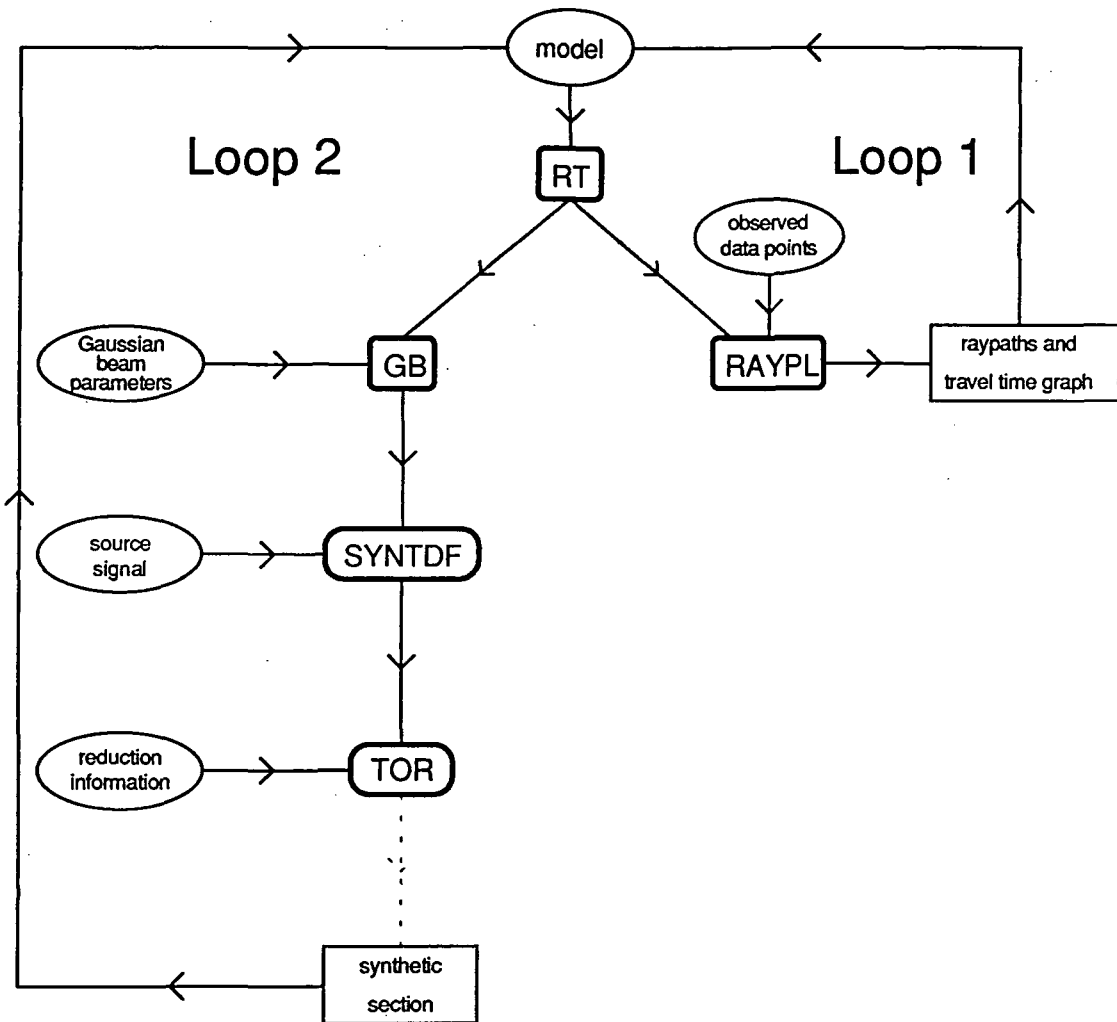 model
Loop 2
Loop 1
RT
observed
data points
Gaussian
beam
parameters
GB
RAYPL
raypaths and
travel time graph
source
signal
SYNTDF
reduction
information
TOR
synthetic
section